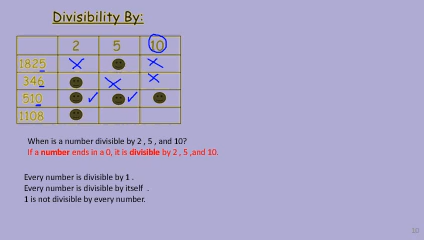 Divisibility By:
2 5 10
1825
346
510
1108
When is a number divisible by 2 , 5 , and 10?
If a number ends in a 0, it is divisible by 2 , 5 ,and 10.
Every number is divisible by 1 .
Every number is divisible by itself .
1 is not divisible by every number.
10